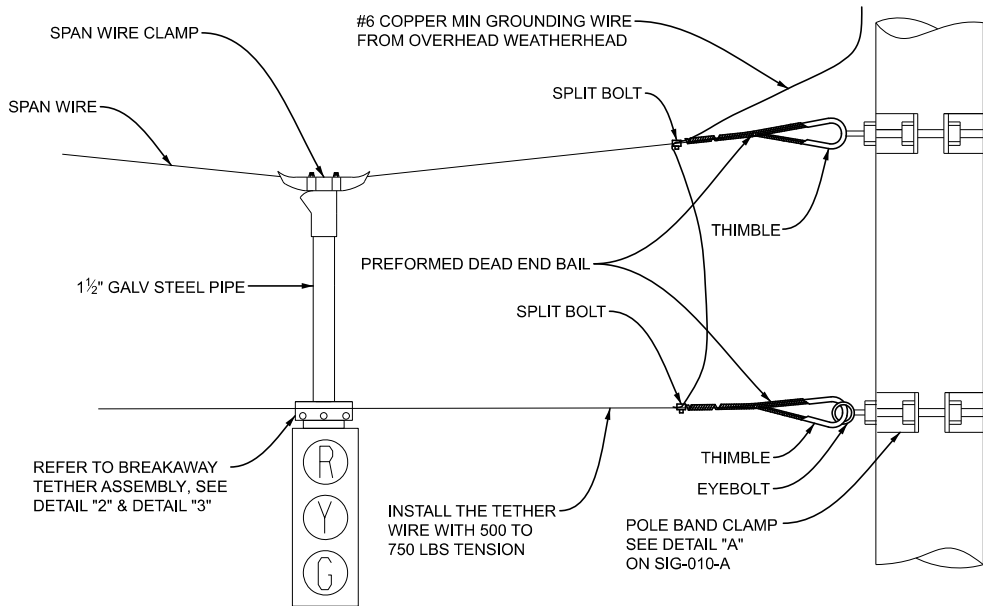 #6 COPPER MIN GROUNDING WIRE
FROM OVERHEAD WEATHERHEAD
SPAN WIRE CLAMP
SPAN WIRE
SPLIT BOLT
THIMBLE
PREFORMED DEAD END BAIL
1½" GALV STEEL PIPE
SPLIT BOLT
REFER TO BREAKAWAY
TETHER ASSEMBLY, SEE
DETAIL "2" & DETAIL "3"
R
Y
G
INSTALL THE TETHER
WIRE WITH 500 TO
750 LBS TENSION
THIMBLE
EYEBOLT
POLE BAND CLAMP
SEE DETAIL "A"
ON SIG-010-A